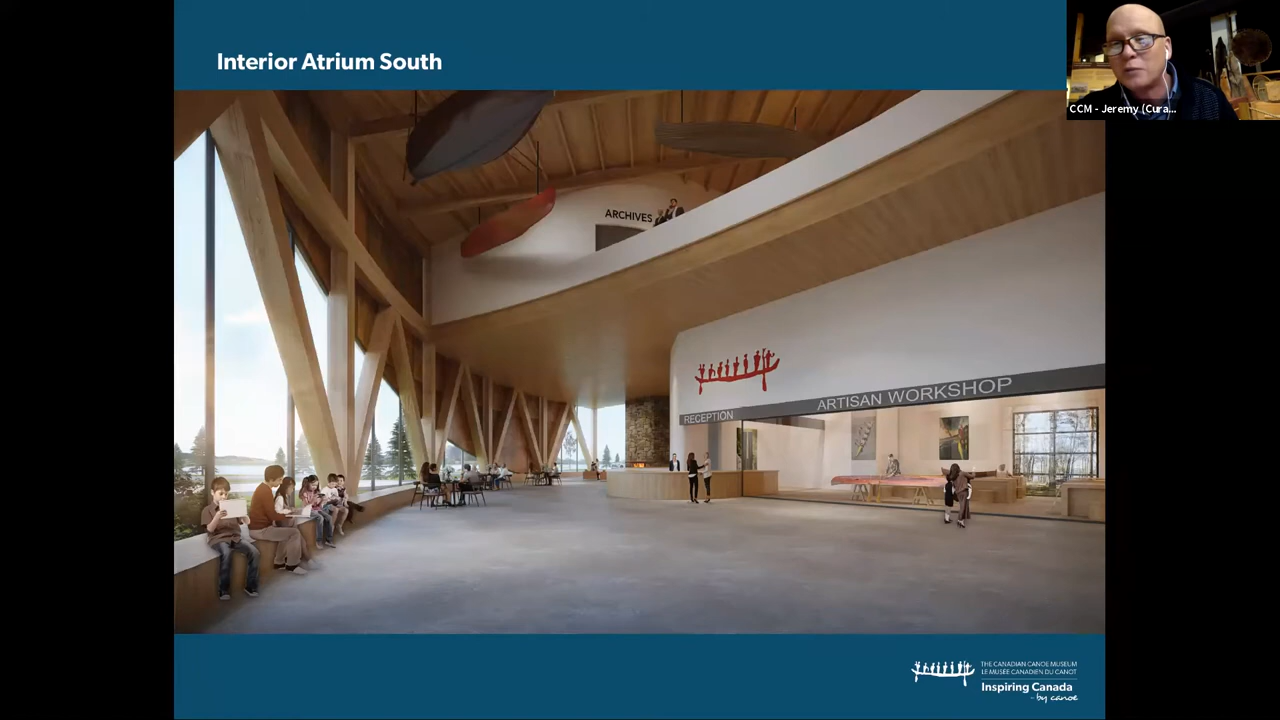 Interior Atrium South
CCM - Jeremy (Cura...
ARCHIVES
RECEPTION
ARTISAN WORKSHOP
THE CANADIAN CANOE MUSEUM
LE MUSÉE CANADIEN DU CANOT
Inspiring Canada
- by canoe